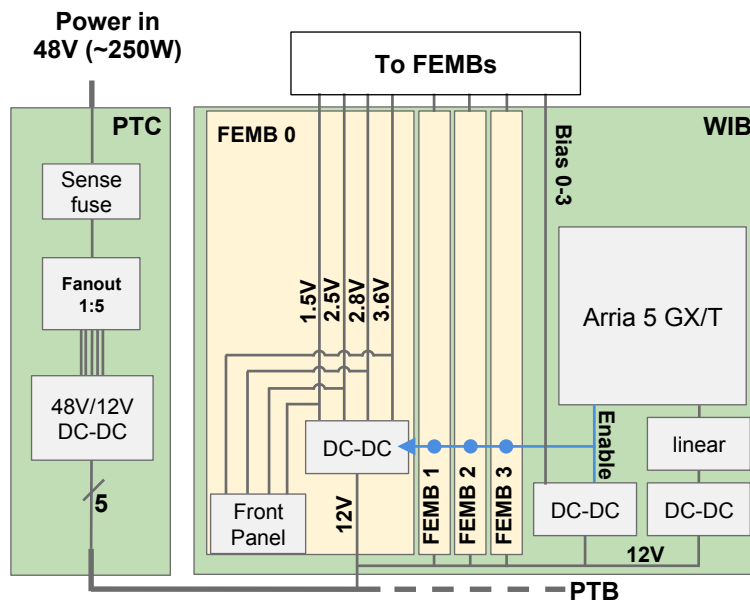 Power in
48V (~250W)
To FEMBs
PTC
FEMB 0
WIB
Bias 0-3
Sense
fuse
Fanout
1:5
48V/12V
DC-DC
5
1.5V
2.5V
2.8V
3.6V
Arria 5 GX/T
DC-DC
Enable
linear
Front
Panel
12V
FEMB 1
FEMB 2
FEMB 3
DC-DC
DC-DC
12V
PTB